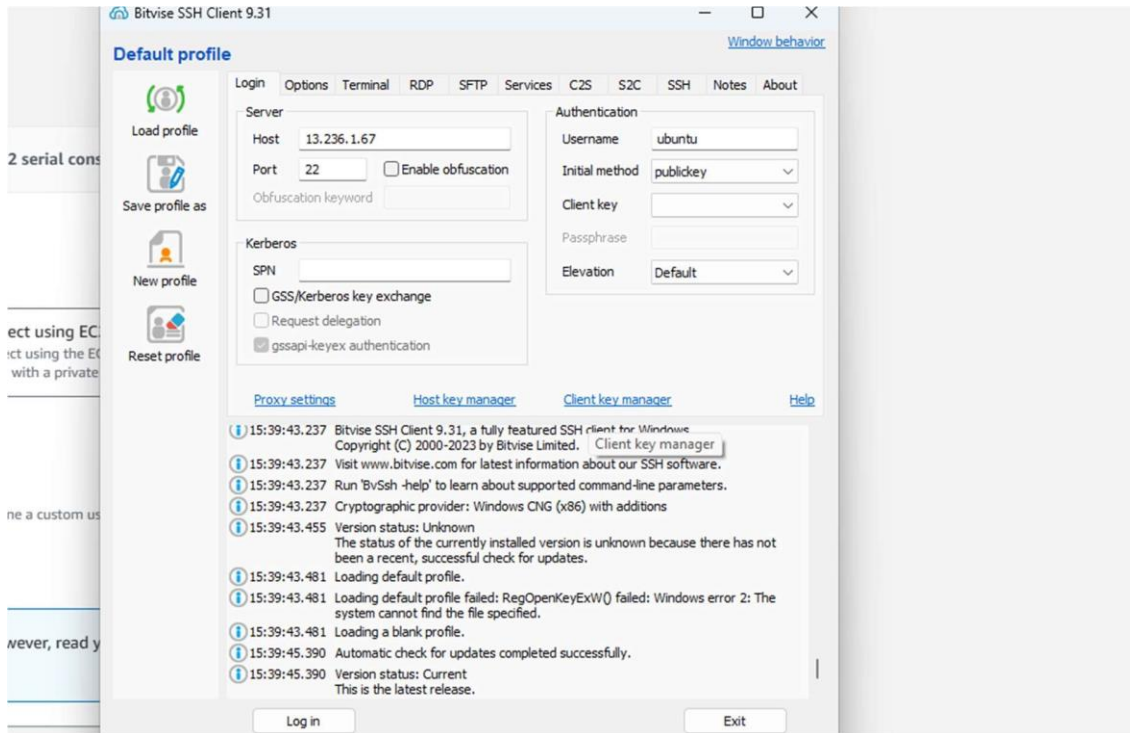 Bitvise SSH Client 9.31
Window behavior
Default profile
Load profile
Save profile as
New profile
Reset profile
Login Options Terminal RDP SFTP Services C2S S2C SSH Notes About
Server
Host 13.236.1.67
Port 22 Enable obfuscation
Obfuscation keyword
Kerberos
SPN
GSS/Kerberos key exchange
Request delegation
gssapi-keyex authentication
Authentication
Username ubuntu
Initial method publickey
Client key
Passphrase
Elevation Default
Proxy settings Host key manager Client key manager Help
15:39:43.237 Bitvise SSH Client 9.31, a fully featured SSH client for Windows.
Copyright (C) 2000-2023 by Bitvise Limited.
Client key manager
15:39:43.237 Visit www.bitvise.com for latest information about our SSH software.
15:39:43.237 Run 'BvSsh -help' to learn about supported command-line parameters.
15:39:43.237 Cryptographic provider: Windows CNG (x86) with additions
15:39:43.455 Version status: Unknown
The status of the currently installed version is unknown because there has not
been a recent, successful check for updates.
15:39:43.481 Loading default profile.
15:39:43.481 Loading default profile failed: RegOpenKeyExW() failed: Windows error 2: The
system cannot find the file specified.
15:39:43.481 Loading a blank profile.
15:39:45.390 Automatic check for updates completed successfully.
15:39:45.390 Version status: Current
This is the latest release.
Log in Exit
2 serial cons
ect using EC
ect using the E
with a private
ne a custom us
wever, read y